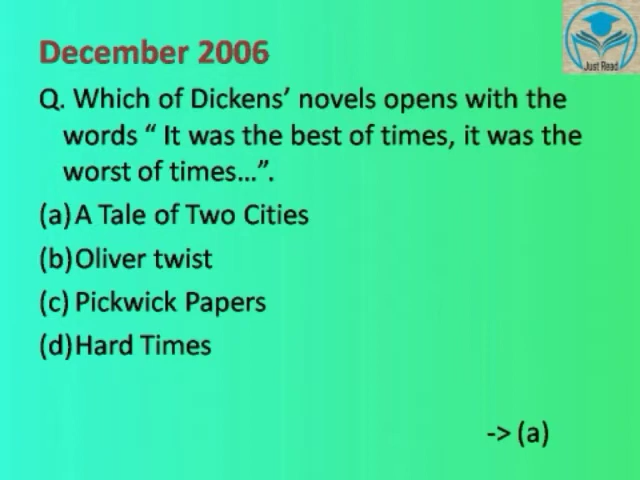 Just Read
December 2006
Q. Which of Dickens’ novels opens with the
words “ It was the best of times, it was the
worst of times…”.
(a) A Tale of Two Cities
(b) Oliver twist
(c) Pickwick Papers
(d) Hard Times
-> (a)